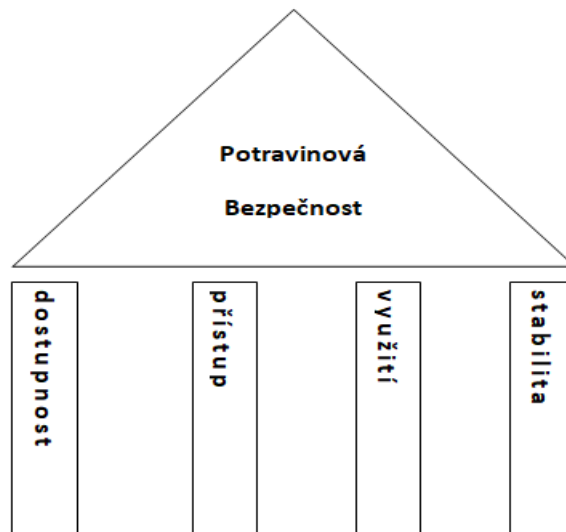 Potravinová
Bezpečnost
dostupnost
přístup
využití
stabilita